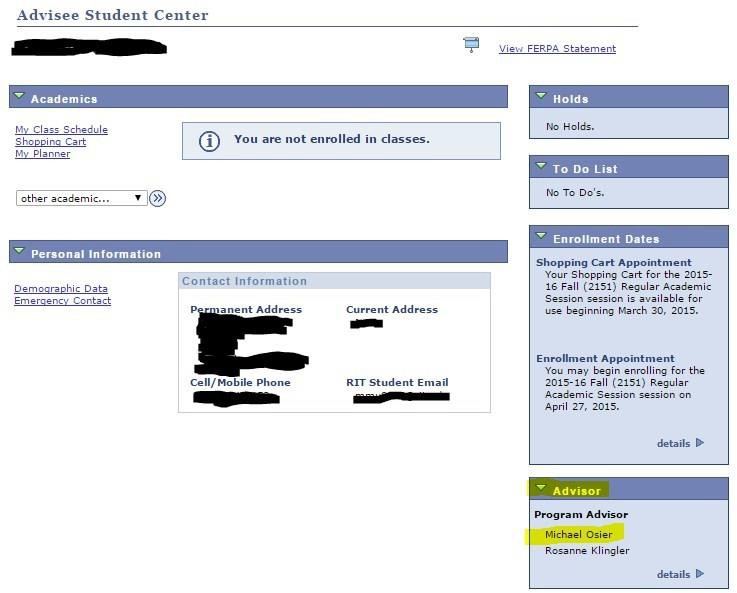 Advisee Student Center
View FERPA Statement
Academics
My Class Schedule
Shopping Cart
My Planner
You are not enrolled in classes.
other academic...
Personal Information
Demographic Data
Emergency Contact
Contact Information
Permanent Address
Current Address
Cell/Mobile Phone
RIT Student Email
Holds
No Holds.
To Do List
No To Do's.
Enrollment Dates
Shopping Cart Appointment
Your Shopping Cart for the 2015-
16 Fall (2151) Regular Academic
Session session is available for
use beginning March 30, 2015.
Enrollment Appointment
You may begin enrolling for the
2015-16 Fall (2151) Regular
Academic Session session on
April 27, 2015.
details
Advisor
Program Advisor
Michael Osier
Rosanne Klingler
details